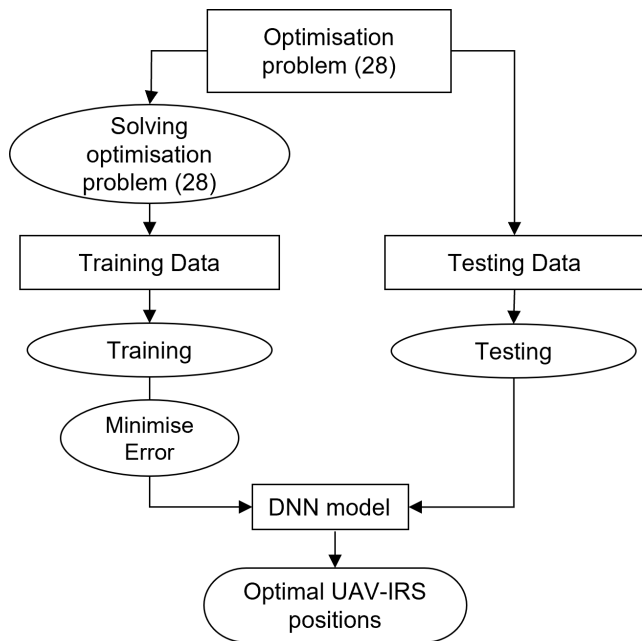 Optimisation
problem (28)
Solving
optimisation
problem (28)
Training Data
Testing Data
Training
Testing
Minimise
Error
DNN model
Optimal UAV-IRS
positions